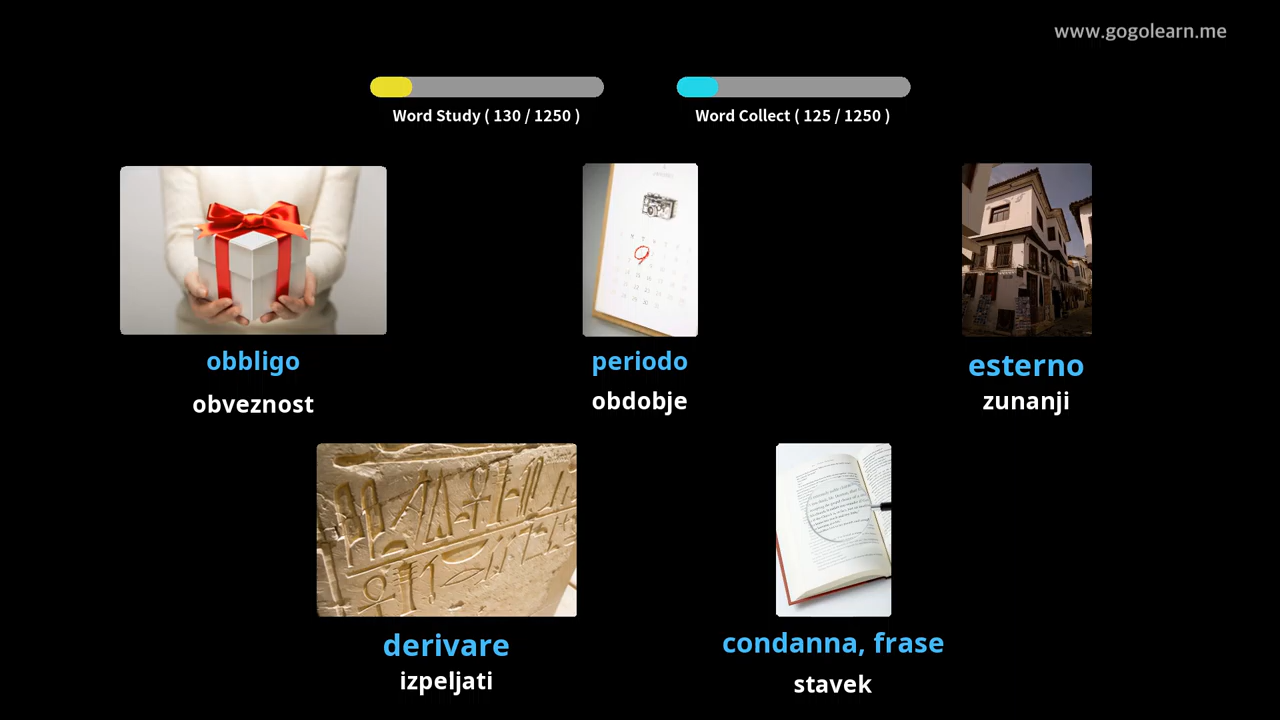 www.gogolearn.me
Word Study ( 130 / 1250 )
Word Collect ( 125 / 1250 )
obbligo
obveznost
periodo
obdobje
esterno
zunanji
derivare
izpeljati
condanna, frase
stavek